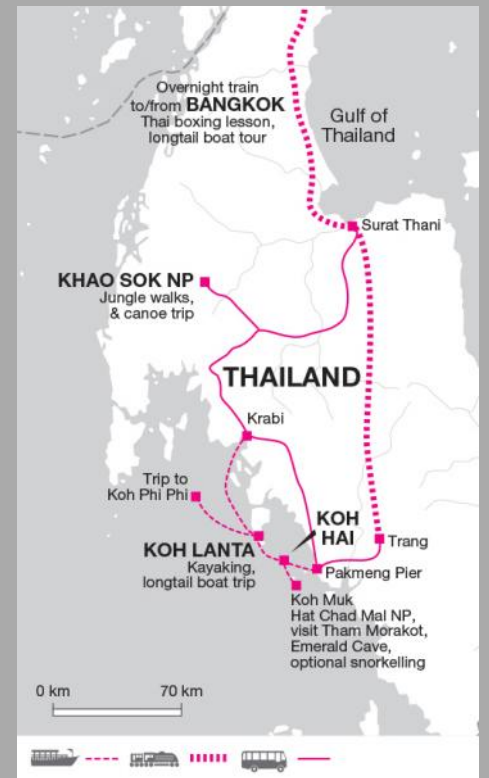 Overnight train
to/from BANGKOK
Thai boxing lesson,
longtail boat tour
Gulf of
Thailand
Surat Thani
KHAO SOK NP
Jungle walks,
& canoe trip
THAILAND
Krabi
Trip to
Koh Phi Phi
KOH
HAI
Trang
KOH LANTA
Kayaking,
longtail boat trip
Pakmeng Pier
Koh Muk
Hat Chad Mal NP,
visit Tham Morakot,
Emerald Cave,
optional snorkelling
0 km 70 km